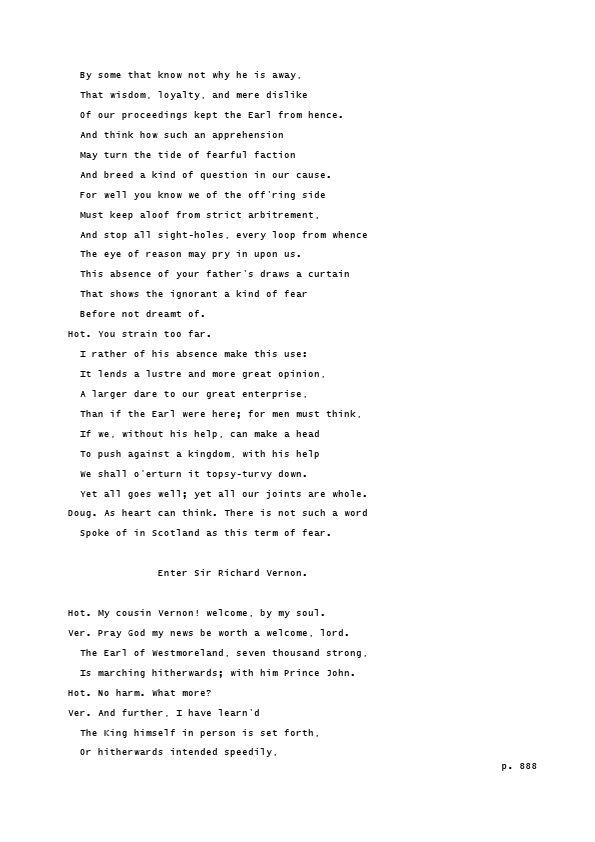 By some that know not why he is away,
That wisdom, loyalty, and mere dislike
Of our proceedings kept the Earl from hence.
And think how such an apprehension
May turn the tide of fearful faction
And breed a kind of question in our cause.
For well you know we of the off'ring side
Must keep aloof from strict arbitrement,
And stop all sight-holes, every loop from whence
The eye of reason may pry in upon us.
This absence of your father's draws a curtain
That shows the ignorant a kind of fear
Before not dreamt of.
Hot. You strain too far.
I rather of his absence make this use:
It lends a lustre and more great opinion,
A larger dare to our great enterprise,
Than if the Earl were here; for men must think,
If we, without his help, can make a head
To push against a kingdom, with his help
We shall o'erturn it topsy-turvy down.
Yet all goes well; yet all our joints are whole.
Doug. As heart can think. There is not such a word
Spoke of in Scotland as this term of fear.
Enter Sir Richard Vernon.
Hot. My cousin Vernon! welcome, by my soul.
Ver. Pray God my news be worth a welcome, lord.
The Earl of Westmoreland, seven thousand strong,
Is marching hitherwards; with him Prince John.
Hot. No harm. What more?
Ver. And further, I have learn'd
The King himself in person is set forth,
Or hitherwards intended speedily,
p. 888